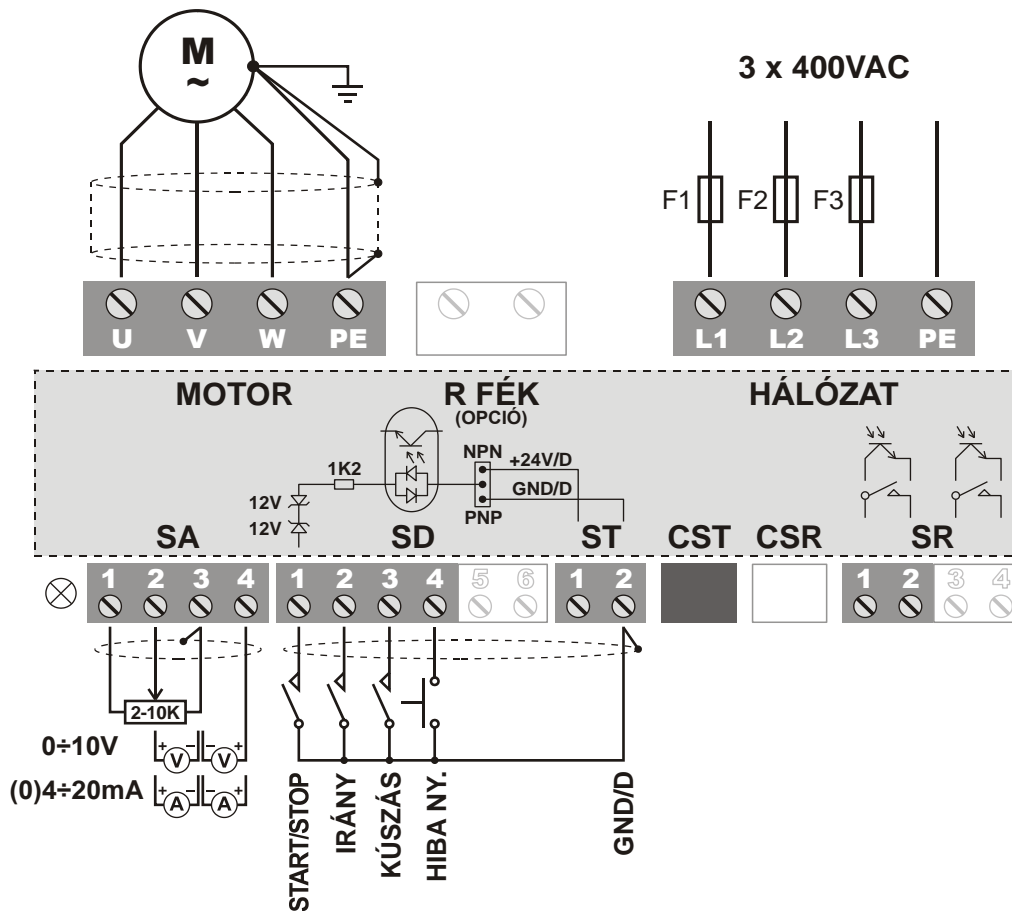 M
~
3 x 400VAC
F1 F2 F3
U V W PE
L1 L2 L3 PE
MOTOR R FÉK HÁLÓZAT
(OPCIÓ)
NPN +24V/D
1K2
GND/D
12V
PNP
12V
SA SD ST CST CSR SR
1 2 3 4 1 2 3 4 5 6 1 2 1 2 3 4
2-10K
0÷10V + V − − V +
(0)4÷20mA + A − − A +
START/STOP
IRÁNY
KÚSZÁS
HIBA NY.
GND/D